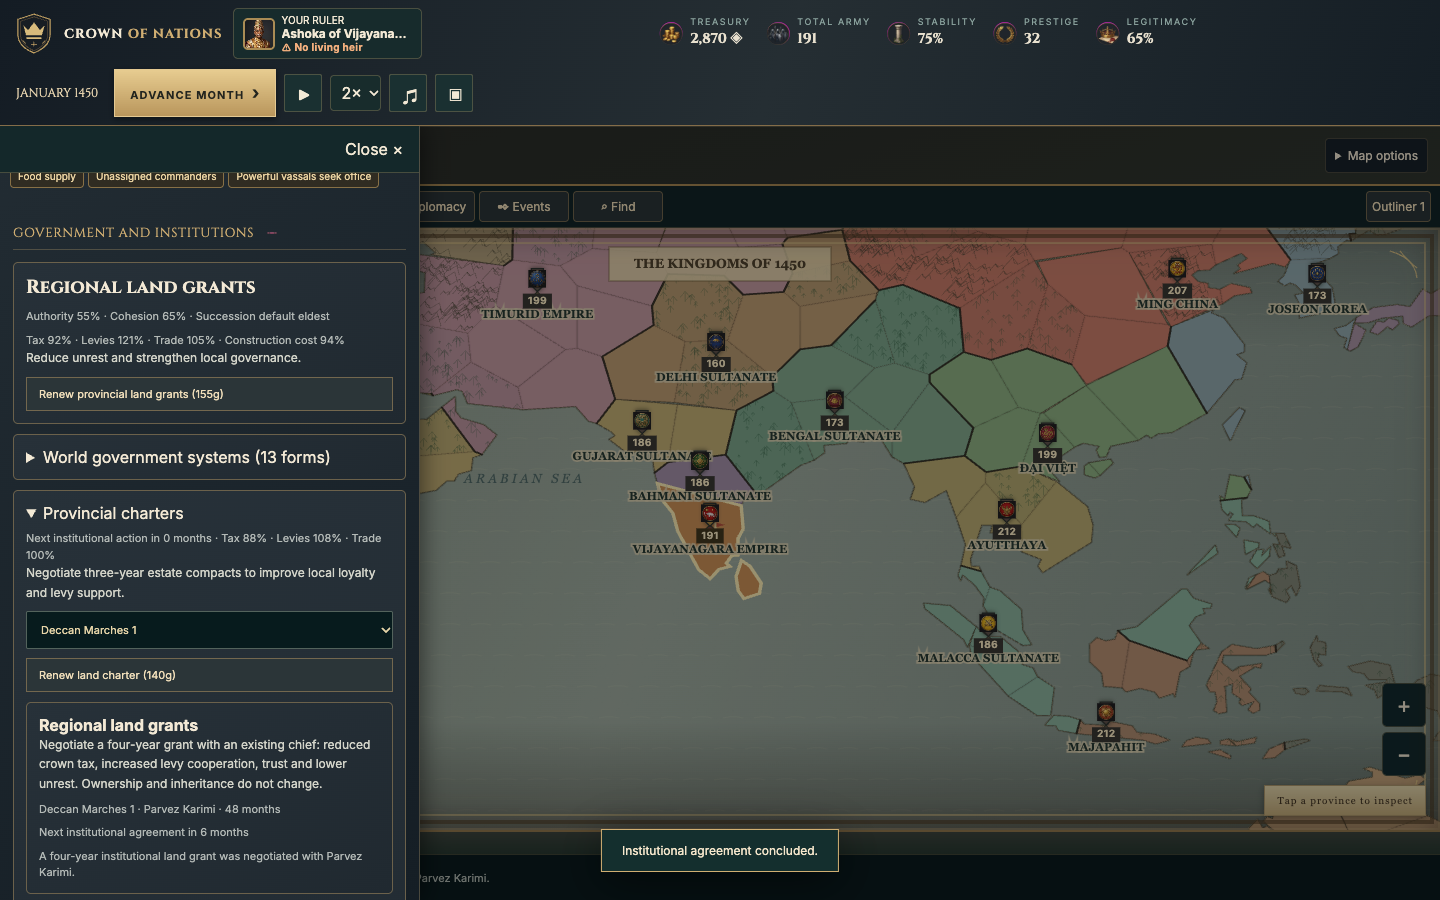 CROWN OF NATIONS
YOUR RULER
Ashoka of Vijayana...
⚠ No living heir
TREASURY
2,870 ◈
TOTAL ARMY
191
STABILITY
75%
PRESTIGE
32
LEGITIMACY
65%
JANUARY 1450
ADVANCE MONTH ›
2×
Close ×
Map options
Food supply
Unassigned commanders
Powerful vassals seek office
plomacy
Events
Find
Outliner 1
GOVERNMENT AND INSTITUTIONS
REGIONAL LAND GRANTS
Authority 55% · Cohesion 65% · Succession default eldest
Tax 92% · Levies 121% · Trade 105% · Construction cost 94%
Reduce unrest and strengthen local governance.
Renew provincial land grants (155g)
World government systems (13 forms)
Provincial charters
Next institutional action in 0 months · Tax 88% · Levies 108% · Trade
100%
Negotiate three-year estate compacts to improve local loyalty
and levy support.
Deccan Marches 1
Renew land charter (140g)
Regional land grants
Negotiate a four-year grant with an existing chief: reduced
crown tax, increased levy cooperation, trust and lower
unrest. Ownership and inheritance do not change.
Deccan Marches 1 · Parvez Karimi · 48 months
Next institutional agreement in 6 months
A four-year institutional land grant was negotiated with Parvez
Karimi.
THE KINGDOMS OF 1450
199
TIMURID EMPIRE
207
MING CHINA
173
JOSEON KOREA
160
DELHI SULTANATE
173
BENGAL SULTANATE
186
GUJARAT SULTANA
199
ĐẠI VIỆT
ARABIAN SEA
186
BAHMANI SULTANATE
191
VIJAYANAGARA EMPIRE
212
AYUTTHAYA
186
MALACCA SULTANATE
212
MAJAPAHIT
+
−
Tap a province to inspect
Institutional agreement concluded.
Parvez Karimi.